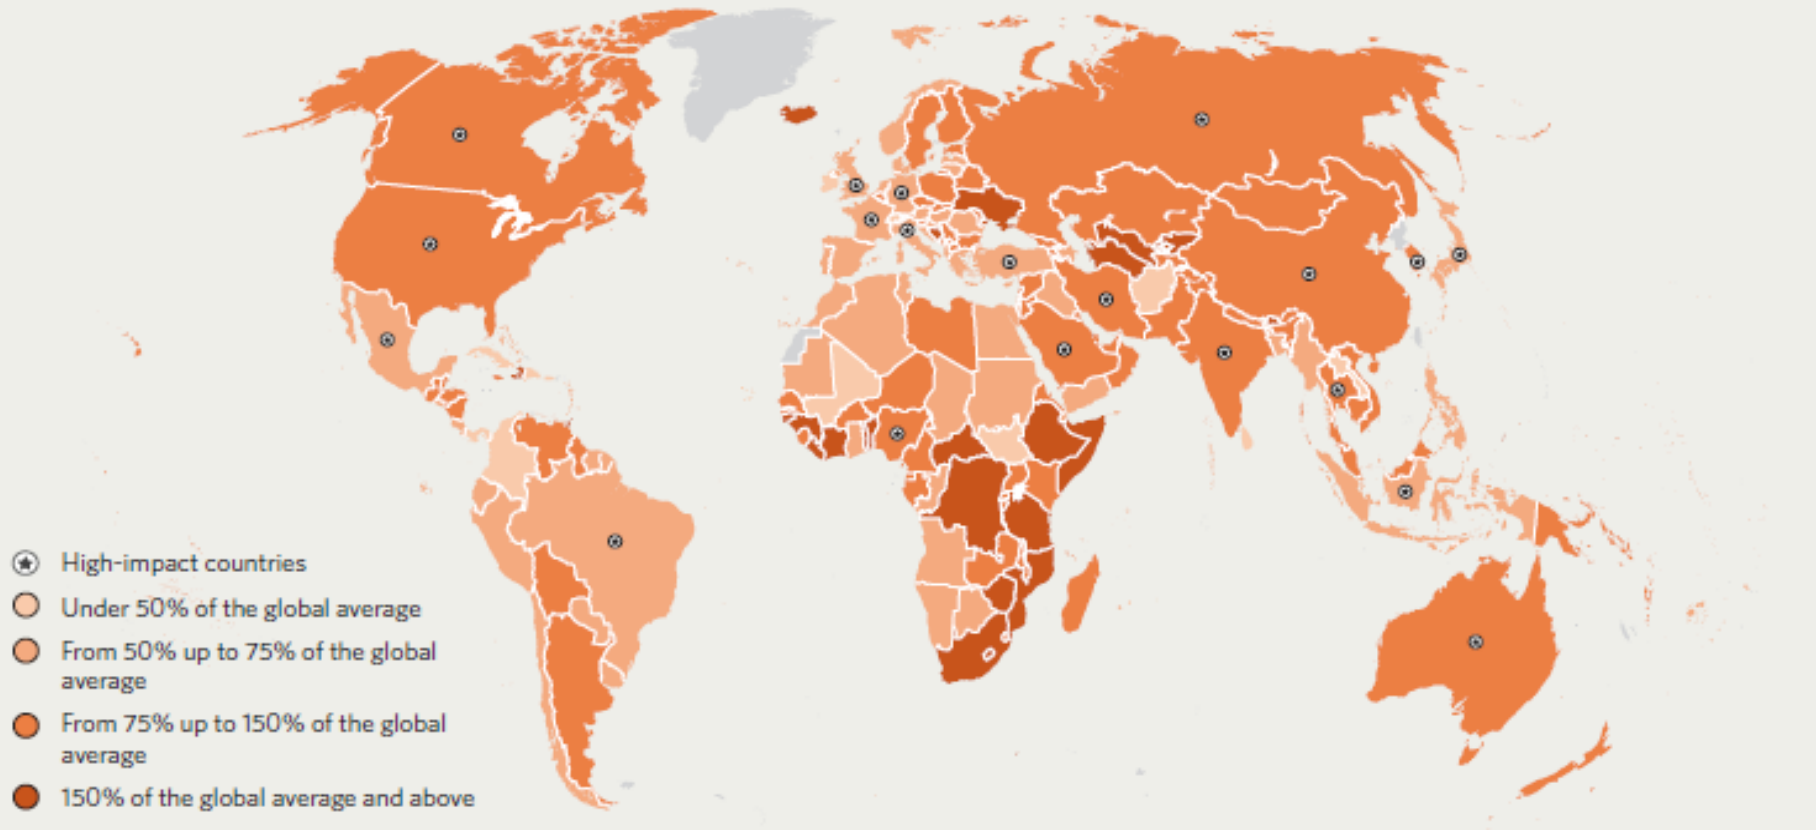 High-impact countries
Under 50% of the global average
From 50% up to 75% of the global
average
From 75% up to 150% of the global
average
150% of the global average and above